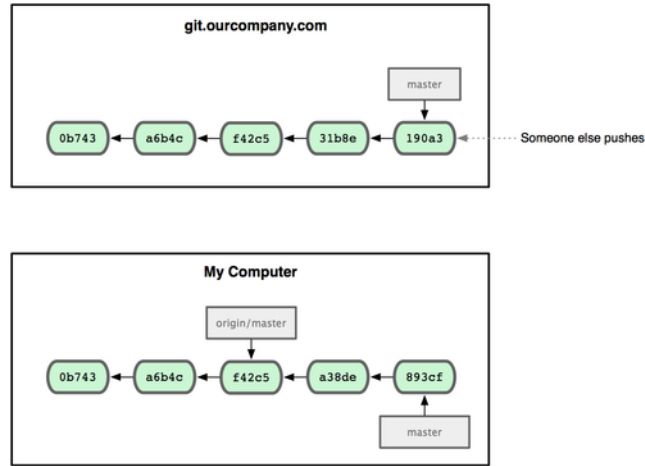 git.ourcompany.com
master
0b743 a6b4c f42c5 31b8e 190a3 Someone else pushes
My Computer
origin/master
0b743 a6b4c f42c5 a38de 893cf
master